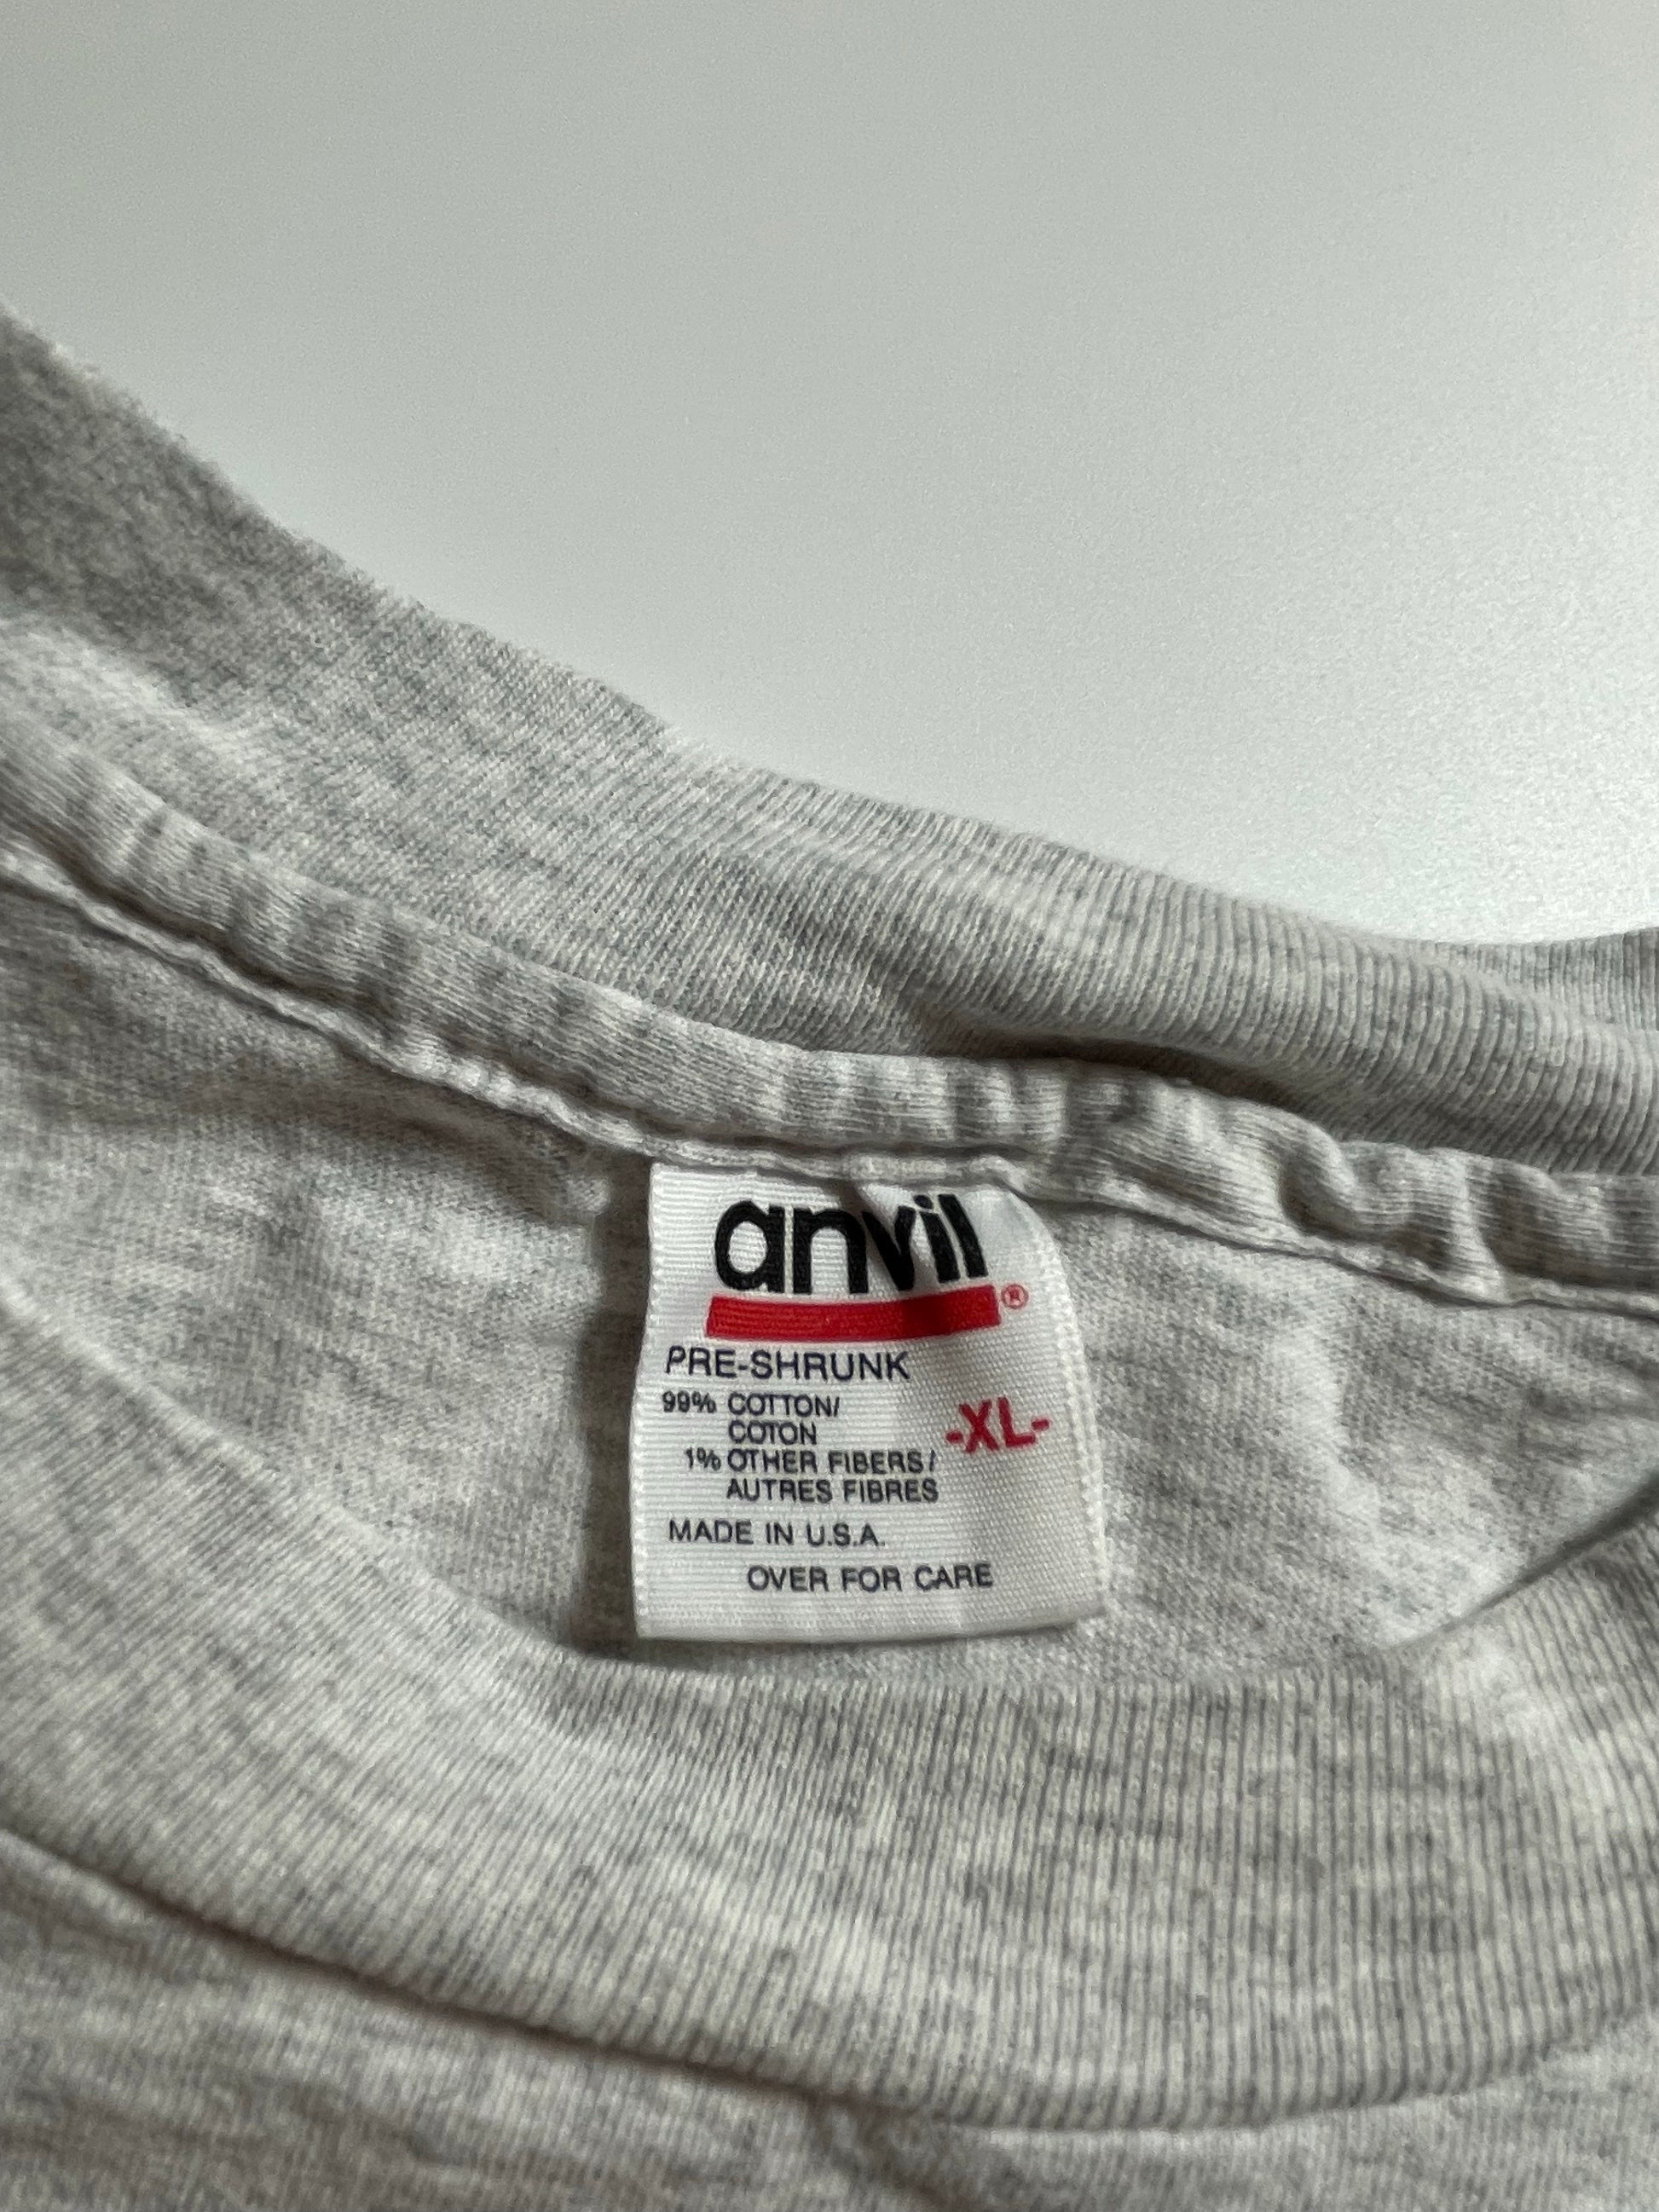 anvil®
PRE-SHRUNK
99% COTTON/
COTON
-XL-
1% OTHER FIBERS/
AUTRES FIBRES
MADE IN U.S.A.
OVER FOR CARE